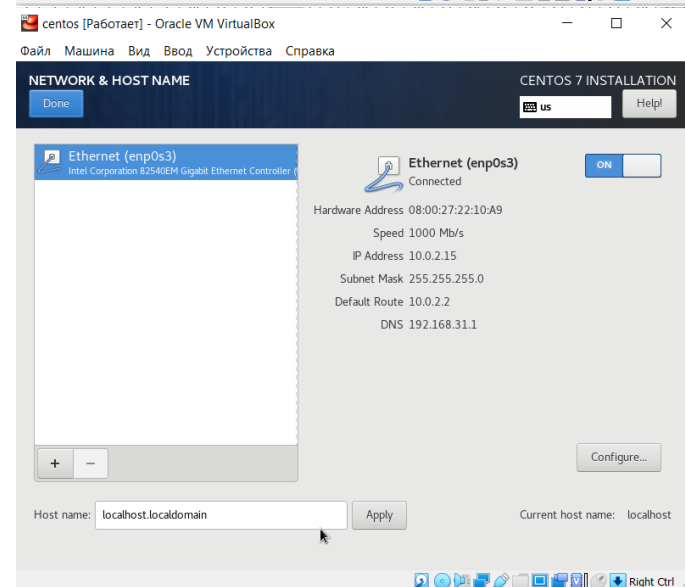 centos [Работает] - Oracle VM VirtualBox
Файл Машина Вид Ввод Устройства Справка
NETWORK & HOST NAME
CENTOS 7 INSTALLATION
Done
us
Help!
Ethernet (enp0s3)
Intel Corporation 82540EM Gigabit Ethernet Controller (
Ethernet (enp0s3)
Connected
ON
Hardware Address 08:00:27:22:10:A9
Speed 1000 Mb/s
IP Address 10.0.2.15
Subnet Mask 255.255.255.0
Default Route 10.0.2.2
DNS 192.168.31.1
+ −
Configure...
Host name: localhost.localdomain Apply Current host name: localhost
Right Ctrl